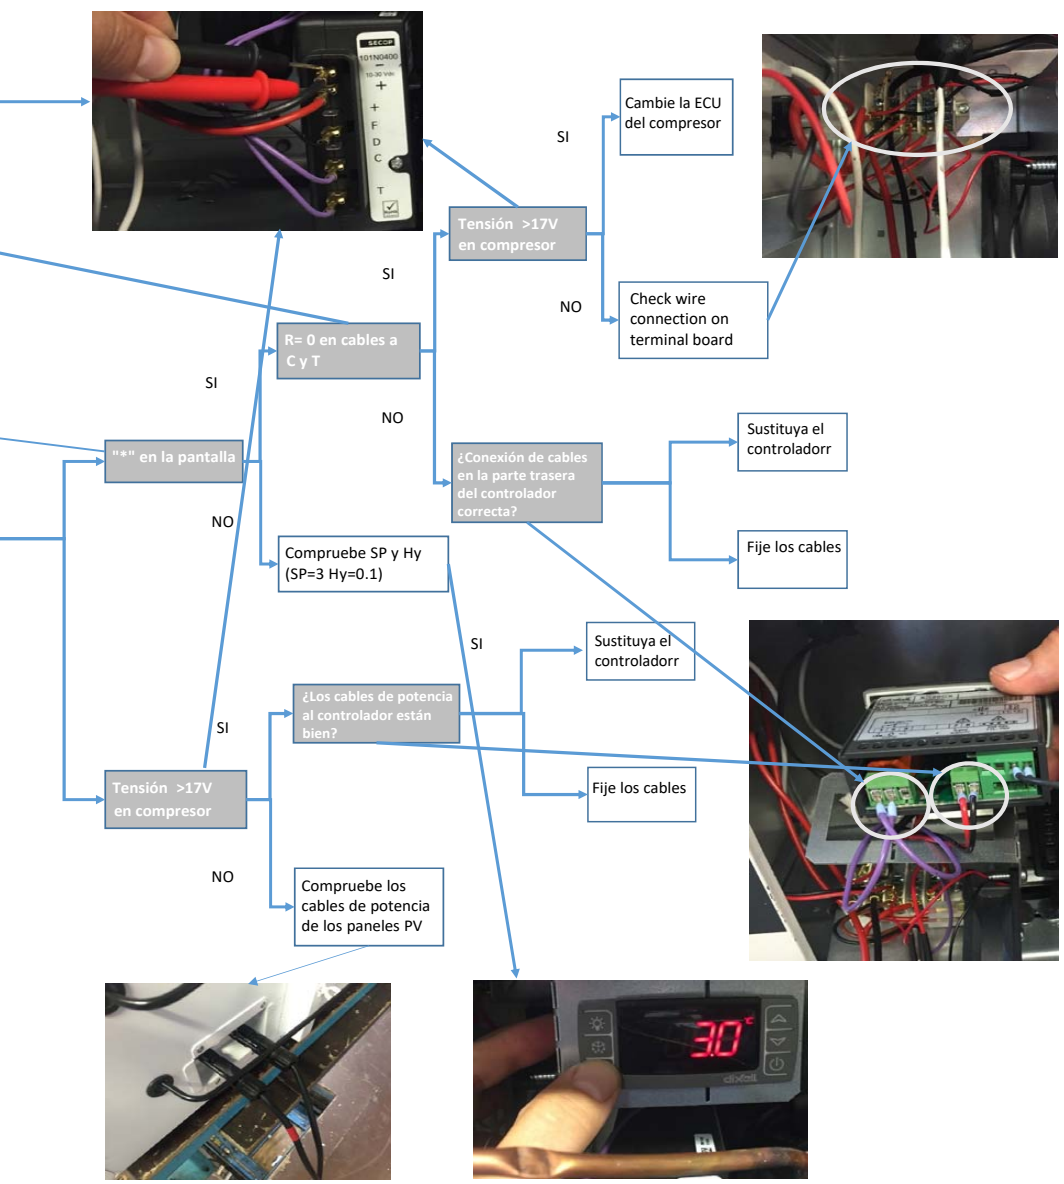 SECOP
101N0400
10-30 Vdc
+
+
F
D
C
T
SI
Cambie la ECU
del compresor
Tensión >17V
en compresor
SI
NO
Check wire
connection on
terminal board
R= 0 en cables a
C y T
SI
NO
Sustituya el
controladorr
"*" en la pantalla
¿Conexión de cables
en la parte trasera
del controlador
correcta?
NO
Fije los cables
Compruebe SP y Hy
(SP=3 Hy=0.1)
SI
Sustituya el
controladorr
¿Los cables de potencia
al controlador están
bien?
SI
Tensión >17V
en compresor
Fije los cables
NO
Compruebe los
cables de potencia
de los paneles PV
3.0 °C
dixell